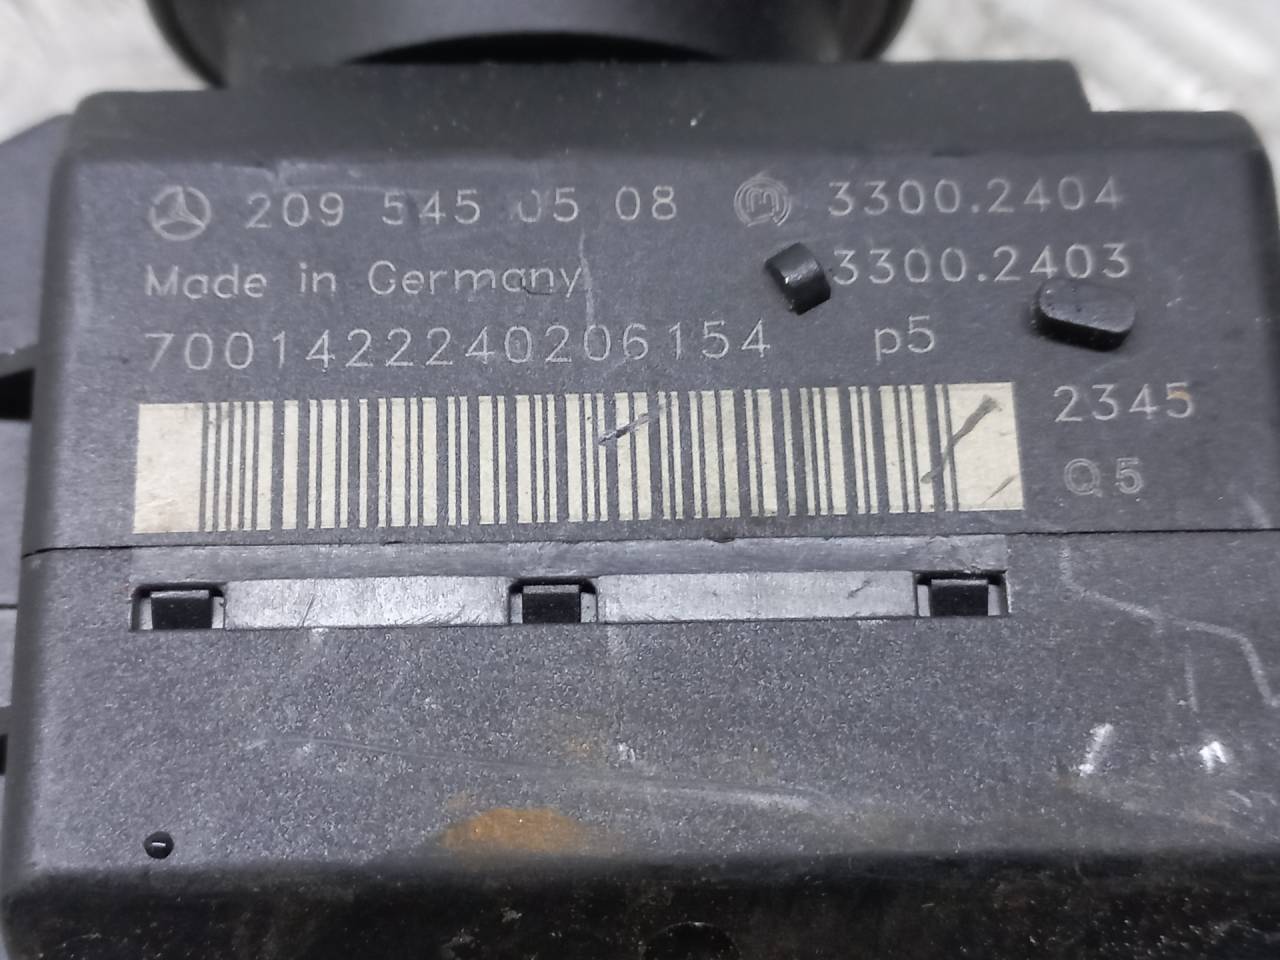 209 545 05 08 M 3300.2404
3300.2403
Made in Germany
7001422240206154 p5
2345
Q5